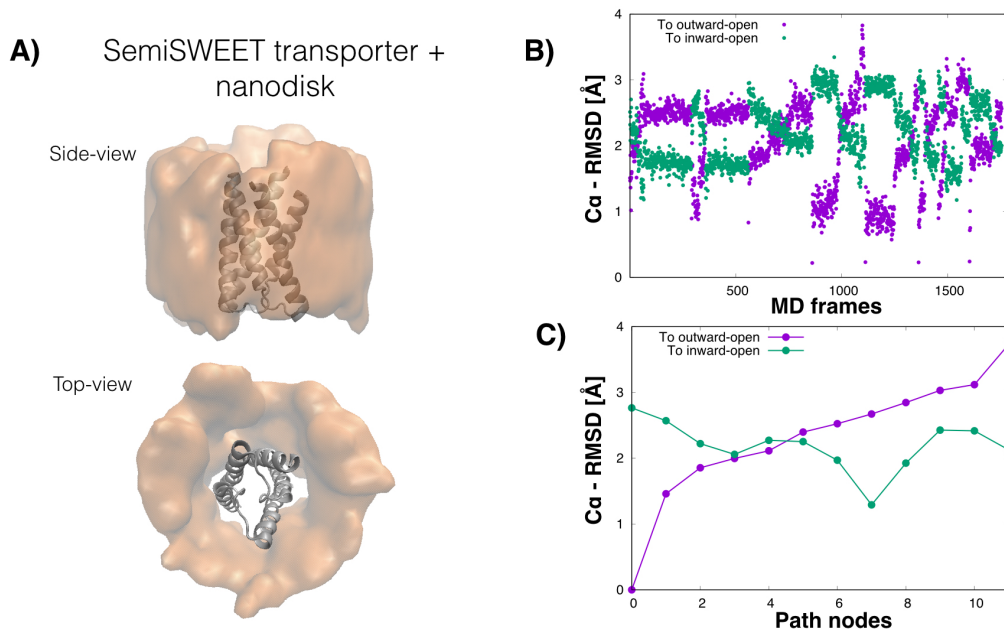 A)
SemiSWEET transporter +
nanodisk
Side-view
Top-view
B)
To outward-open
To inward-open
Cα - RMSD [Å]
4
3
2
1
0
500
1000
1500
MD frames
C)
To outward-open
To inward-open
Cα - RMSD [Å]
4
3
2
1
0
0
2
4
6
8
10
Path nodes